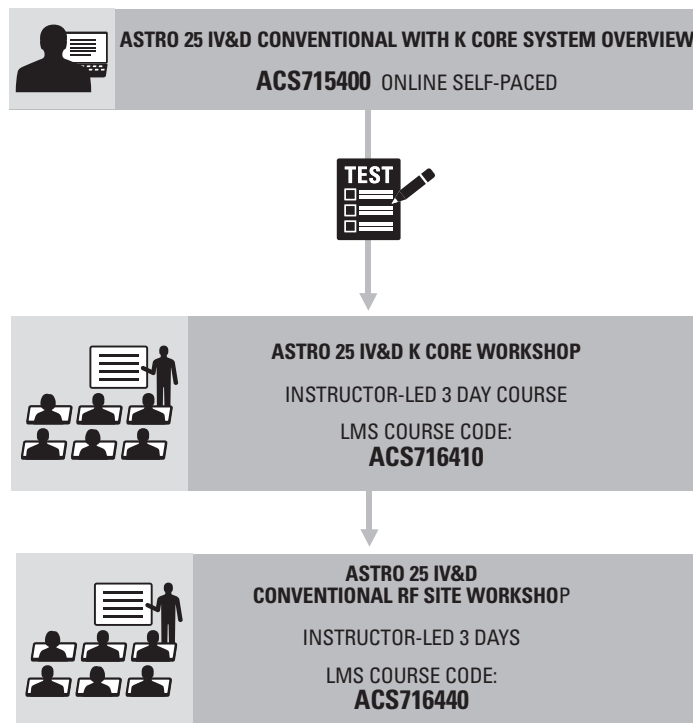 ASTRO 25 IV&D CONVENTIONAL WITH K CORE SYSTEM OVERVIEW
ACS715400 ONLINE SELF-PACED
TEST
ASTRO 25 IV&D K CORE WORKSHOP
INSTRUCTOR-LED 3 DAY COURSE
LMS COURSE CODE:
ACS716410
ASTRO 25 IV&D
CONVENTIONAL RF SITE WORKSHOP
INSTRUCTOR-LED 3 DAYS
LMS COURSE CODE:
ACS716440